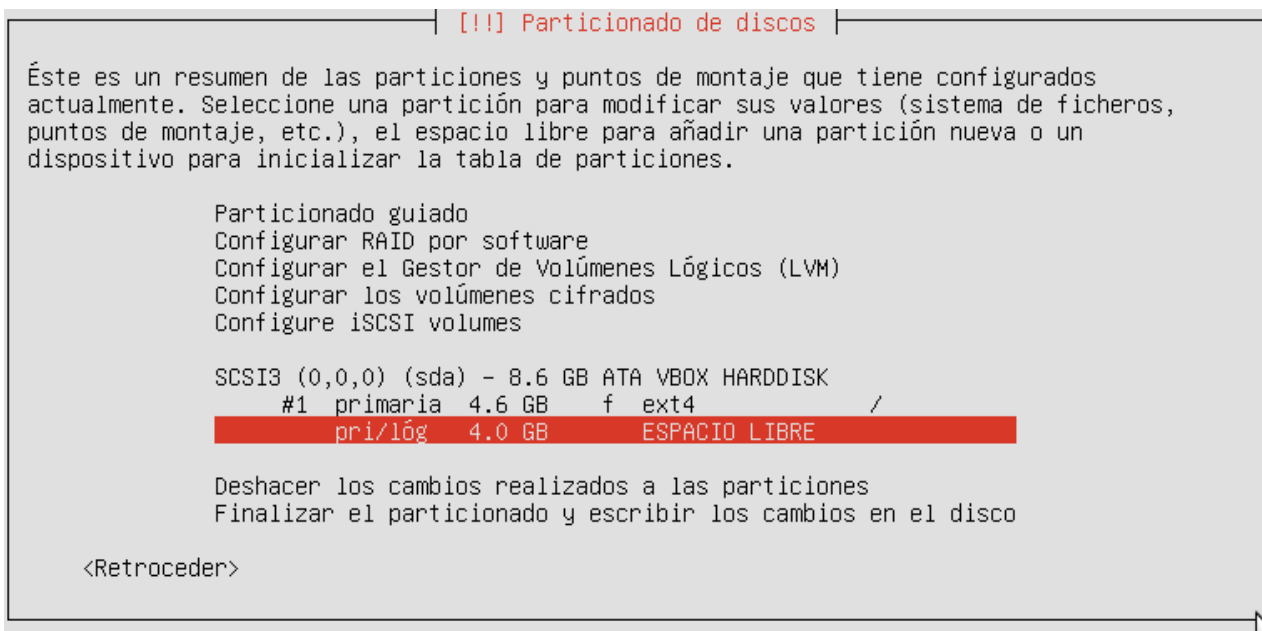 [!!] Particionado de discos
Éste es un resumen de las particiones y puntos de montaje que tiene configurados
actualmente. Seleccione una partición para modificar sus valores (sistema de ficheros,
puntos de montaje, etc.), el espacio libre para añadir una partición nueva o un
dispositivo para inicializar la tabla de particiones.
Particionado guiado
Configurar RAID por software
Configurar el Gestor de Volúmenes Lógicos (LVM)
Configurar los volúmenes cifrados
Configure iSCSI volumes
SCSI3 (0,0,0) (sda) - 8.6 GB ATA VBOX HARDDISK
#1 primaria 4.6 GB f ext4 /
pri/lóg 4.0 GB ESPACIO LIBRE
Deshacer los cambios realizados a las particiones
Finalizar el particionado y escribir los cambios en el disco
<Retroceder>